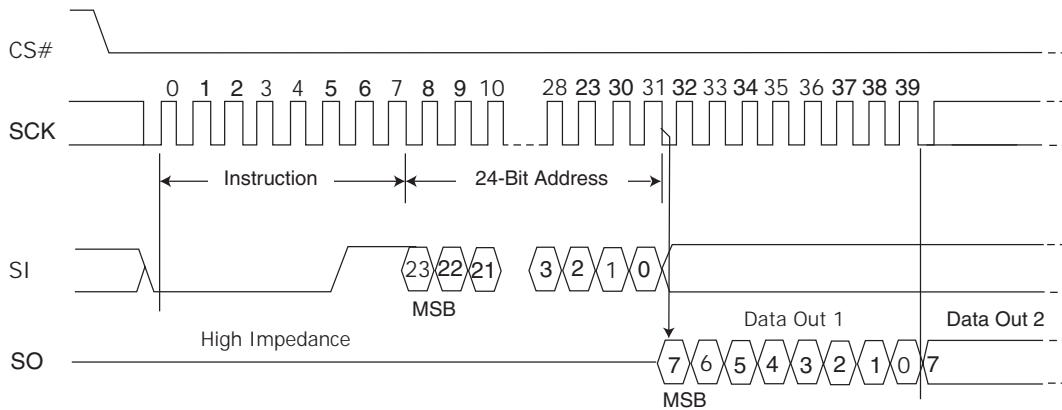 CS#
0 1 2 3 4 5 6 7 8 9 10 28 23 30 31 32 33 34 35 36 37 38 39
SCK
Instruction 24-Bit Address
SI 23 22 21 3 2 1 0
MSB
High Impedance Data Out 1 Data Out 2
SO 7 6 5 4 3 2 1 0 7
MSB